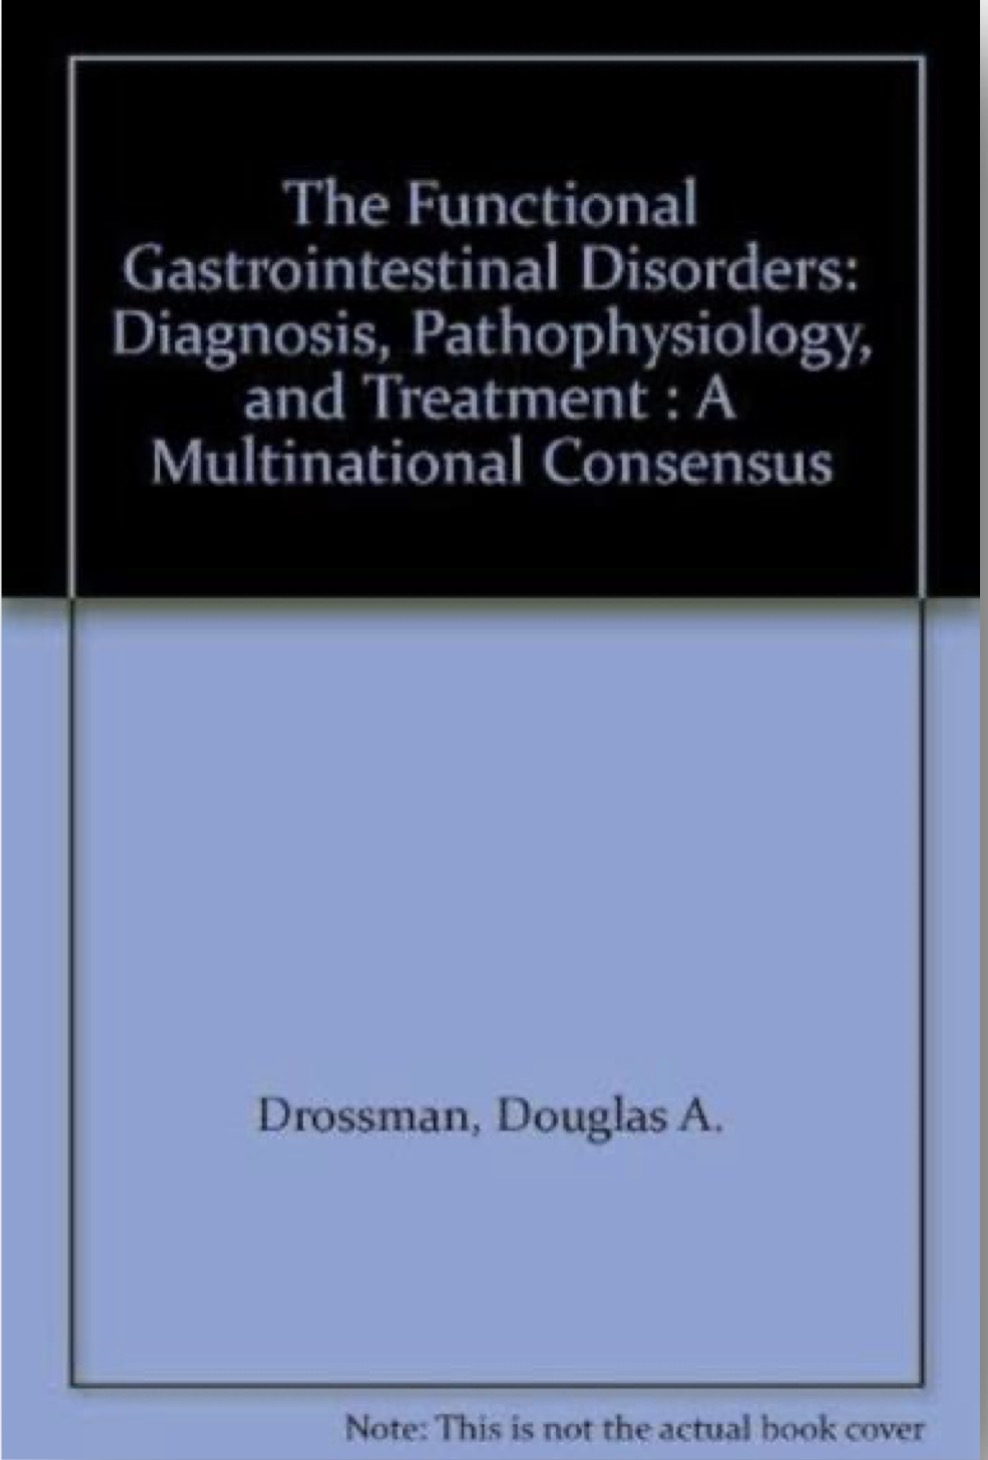 The Functional
Gastrointestinal Disorders:
Diagnosis, Pathophysiology,
and Treatment : A
Multinational Consensus
Drossman, Douglas A.
Note: This is not the actual book cover